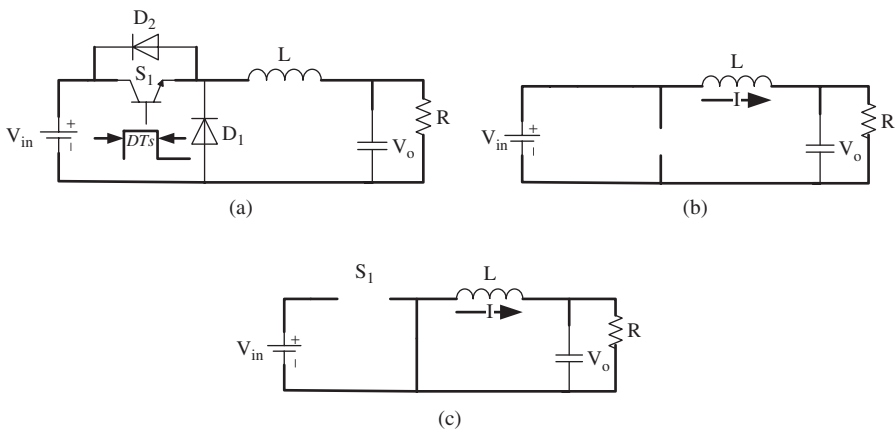 D2
S1
L
Vin
+
−
DTs
D1
Vo
R
(a)
L
I
Vin
+
−
Vo
R
(b)
S1
L
I
Vin
+
−
Vo
R
(c)